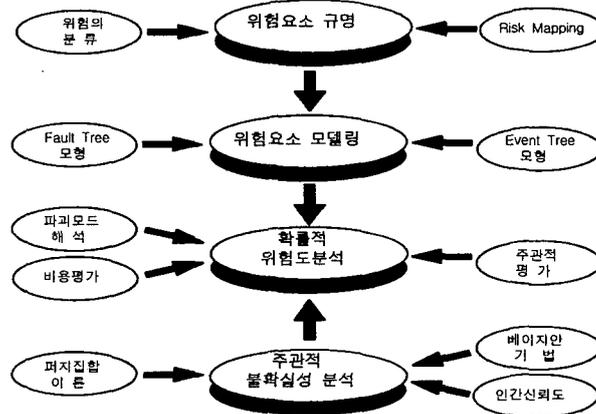 위험의
분 류
위험요소 규명
Risk Mapping
Fault Tree
모형
위험요소 모델링
Event Tree
모형
파괴모드
해 석
비용평가
확률적
위험도분석
주관적
평 가
퍼지집합
이 론
주관적
불확실성 분석
베이지안
기 법
인간신뢰도